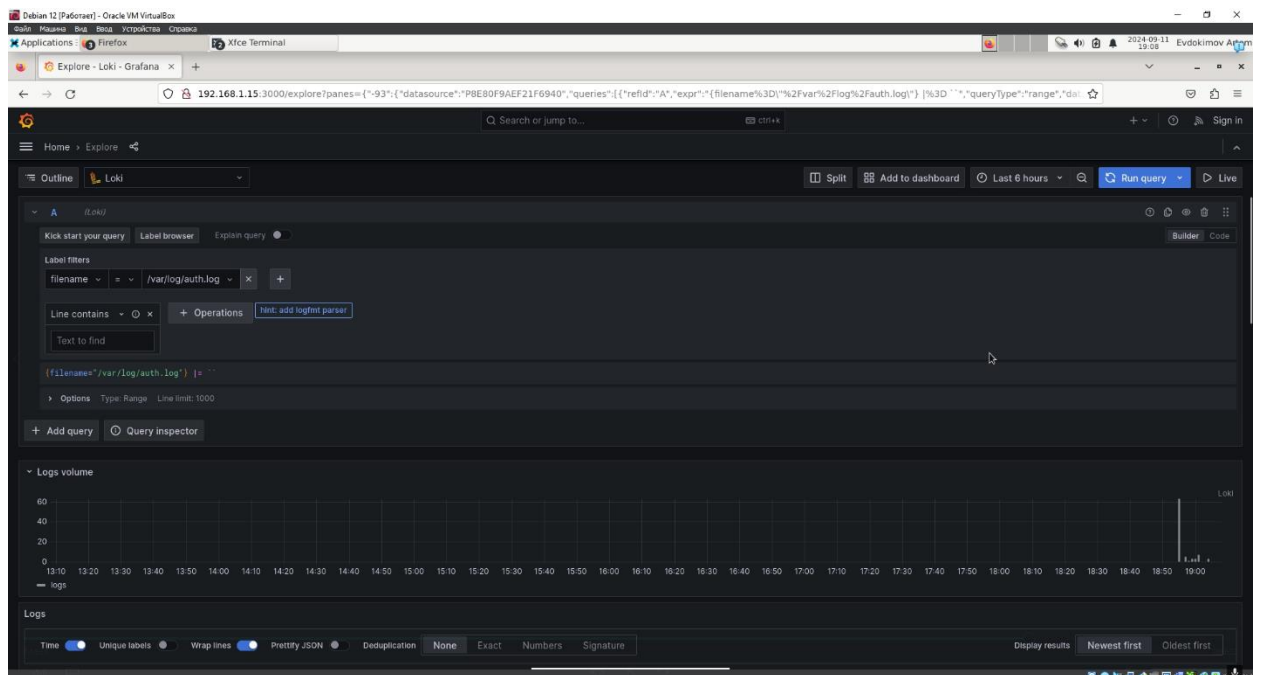 Debian 12 [Работает] - Oracle VM VirtualBox
Файл Машина Вид Ввод Устройства Справка
Applications Firefox Xfce Terminal 2024-09-11 19:08 Evdokimov Artem
Explore - Loki - Grafana
192.168.1.15:3000/explore?panes={"-93":{"datasource":"P8E80F9AEF21F6940","queries":[{"refId":"A","expr":"{filename%3D\"%2Fvar%2Flog%2Fauth.log\"} |%3D ``","queryType":"range","dat
Search or jump to... ctrl+k Sign in
Home › Explore
Outline Loki Split Add to dashboard Last 6 hours Run query Live
A (Loki)
Kick start your query Label browser Explain query Builder Code
Label filters
filename = /var/log/auth.log × +
Line contains × + Operations hint: add logfmt parser
Text to find
{filename="/var/log/auth.log"} |= ``
› Options Type: Range Line limit: 1000
+ Add query Query inspector
Logs volume
Loki
60
40
20
0
13:10 13:20 13:30 13:40 13:50 14:00 14:10 14:20 14:30 14:40 14:50 15:00 15:10 15:20 15:30 15:40 15:50 16:00 16:10 16:20 16:30 16:40 16:50 17:00 17:10 17:20 17:30 17:40 17:50 18:00 18:10 18:20 18:30 18:40 18:50 19:00
logs
Logs
Time Unique labels Wrap lines Prettify JSON Deduplication None Exact Numbers Signature Display results Newest first Oldest first